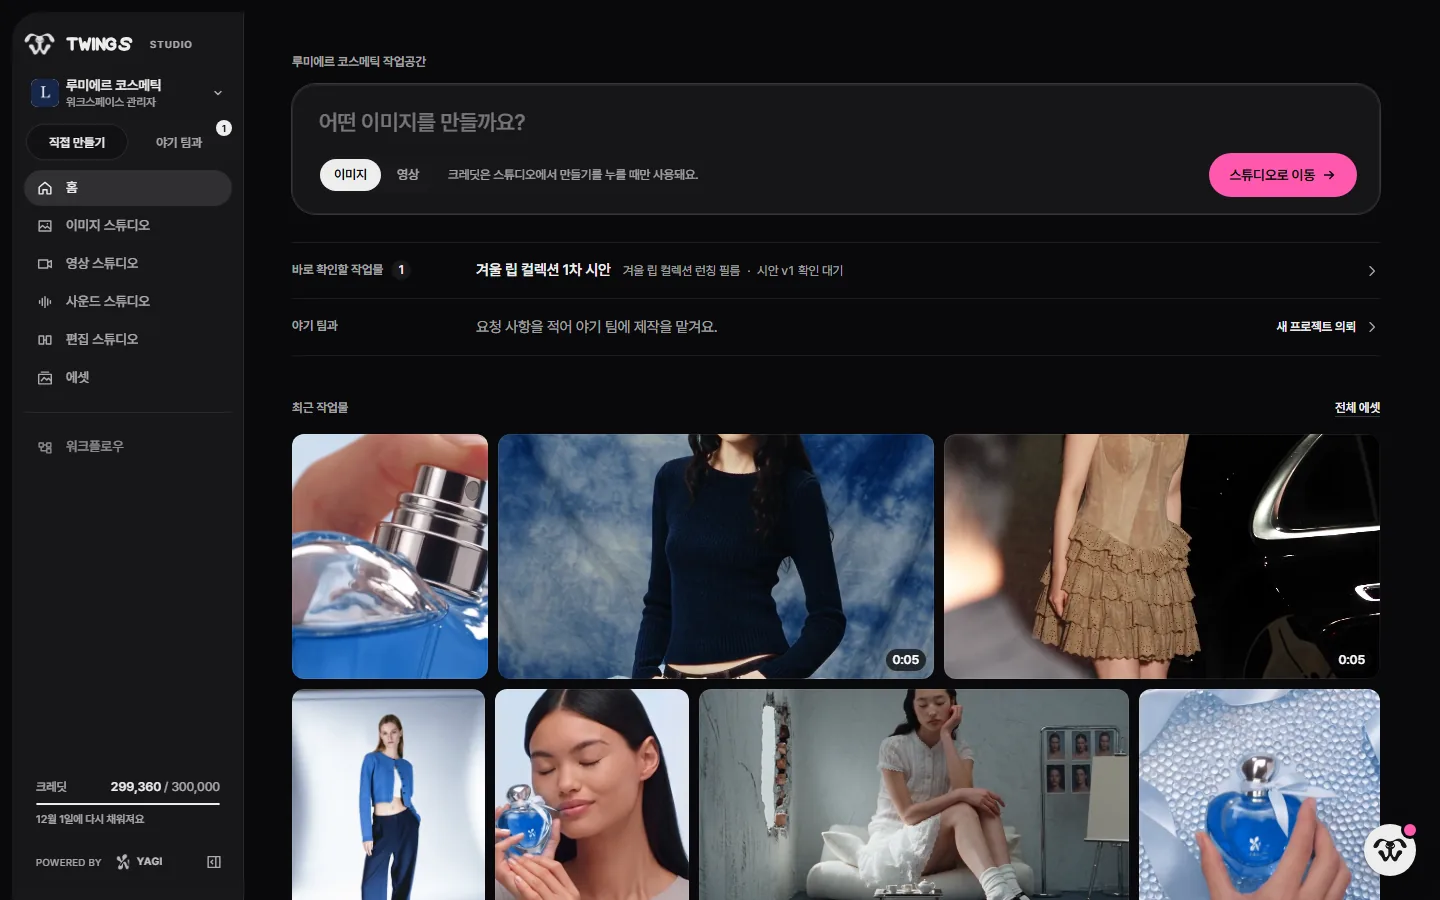 TWINGS STUDIO
루미에르 코스메틱 작업공간
L
루미에르 코스메틱
워크스페이스 관리자
직접 만들기
야기 팀과
1
홈
이미지 스튜디오
영상 스튜디오
사운드 스튜디오
편집 스튜디오
에셋
워크플로우
크레딧
299,360 / 300,000
12월 1일에 다시 채워져요
POWERED BY YAGI
어떤 이미지를 만들까요?
이미지
영상
크레딧은 스튜디오에서 만들기를 누를 때만 사용돼요.
스튜디오로 이동 →
바로 확인할 작업물 1
겨울 립 컬렉션 1차 시안 겨울 립 컬렉션 런칭 필름 · 시안 v1 확인 대기
야기 팀과
요청 사항을 적어 야기 팀에 제작을 맡겨요.
새 프로젝트 의뢰
최근 작업물
전체 에셋
0:05
0:05